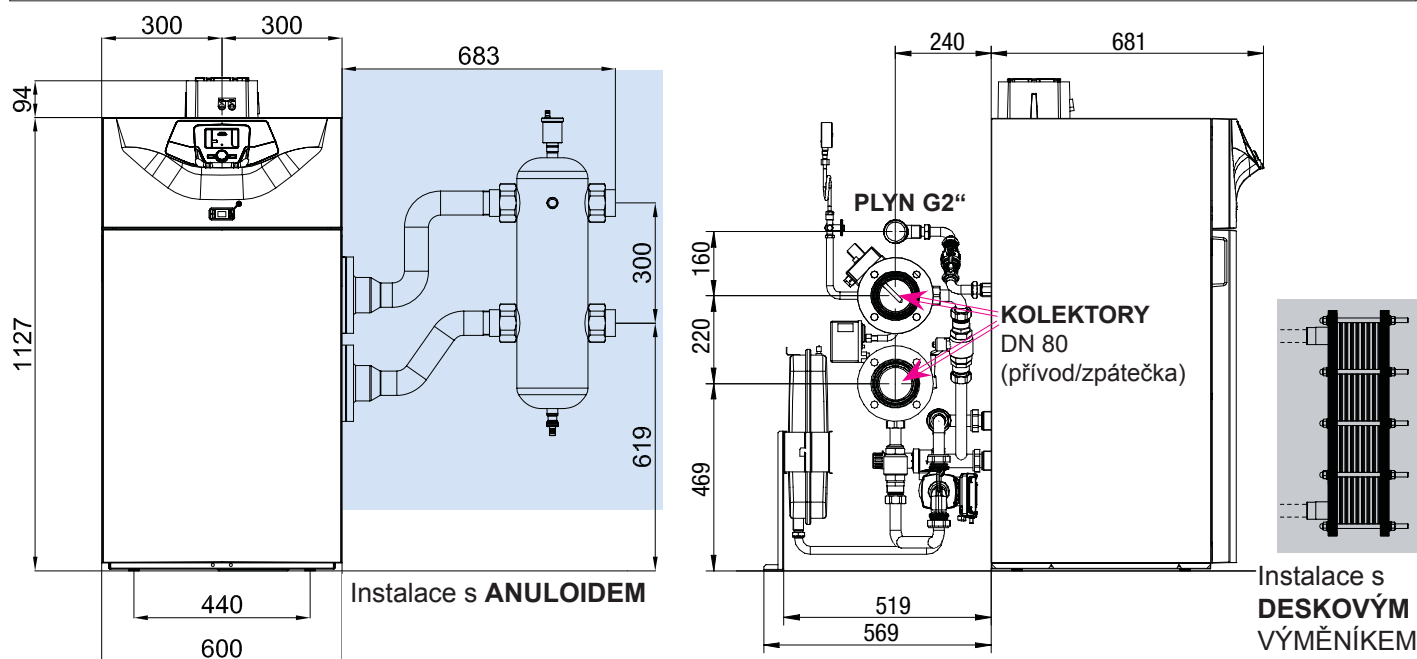 300
300
94
683
1127
300
619
440
600
Instalace s ANULOIDEM
240
681
PLYN G2“
160
220
469
KOLEKTORY
DN 80
(přívod/zpátečka)
519
569
Instalace s
DESKOVÝM
VÝMĚNÍKEM